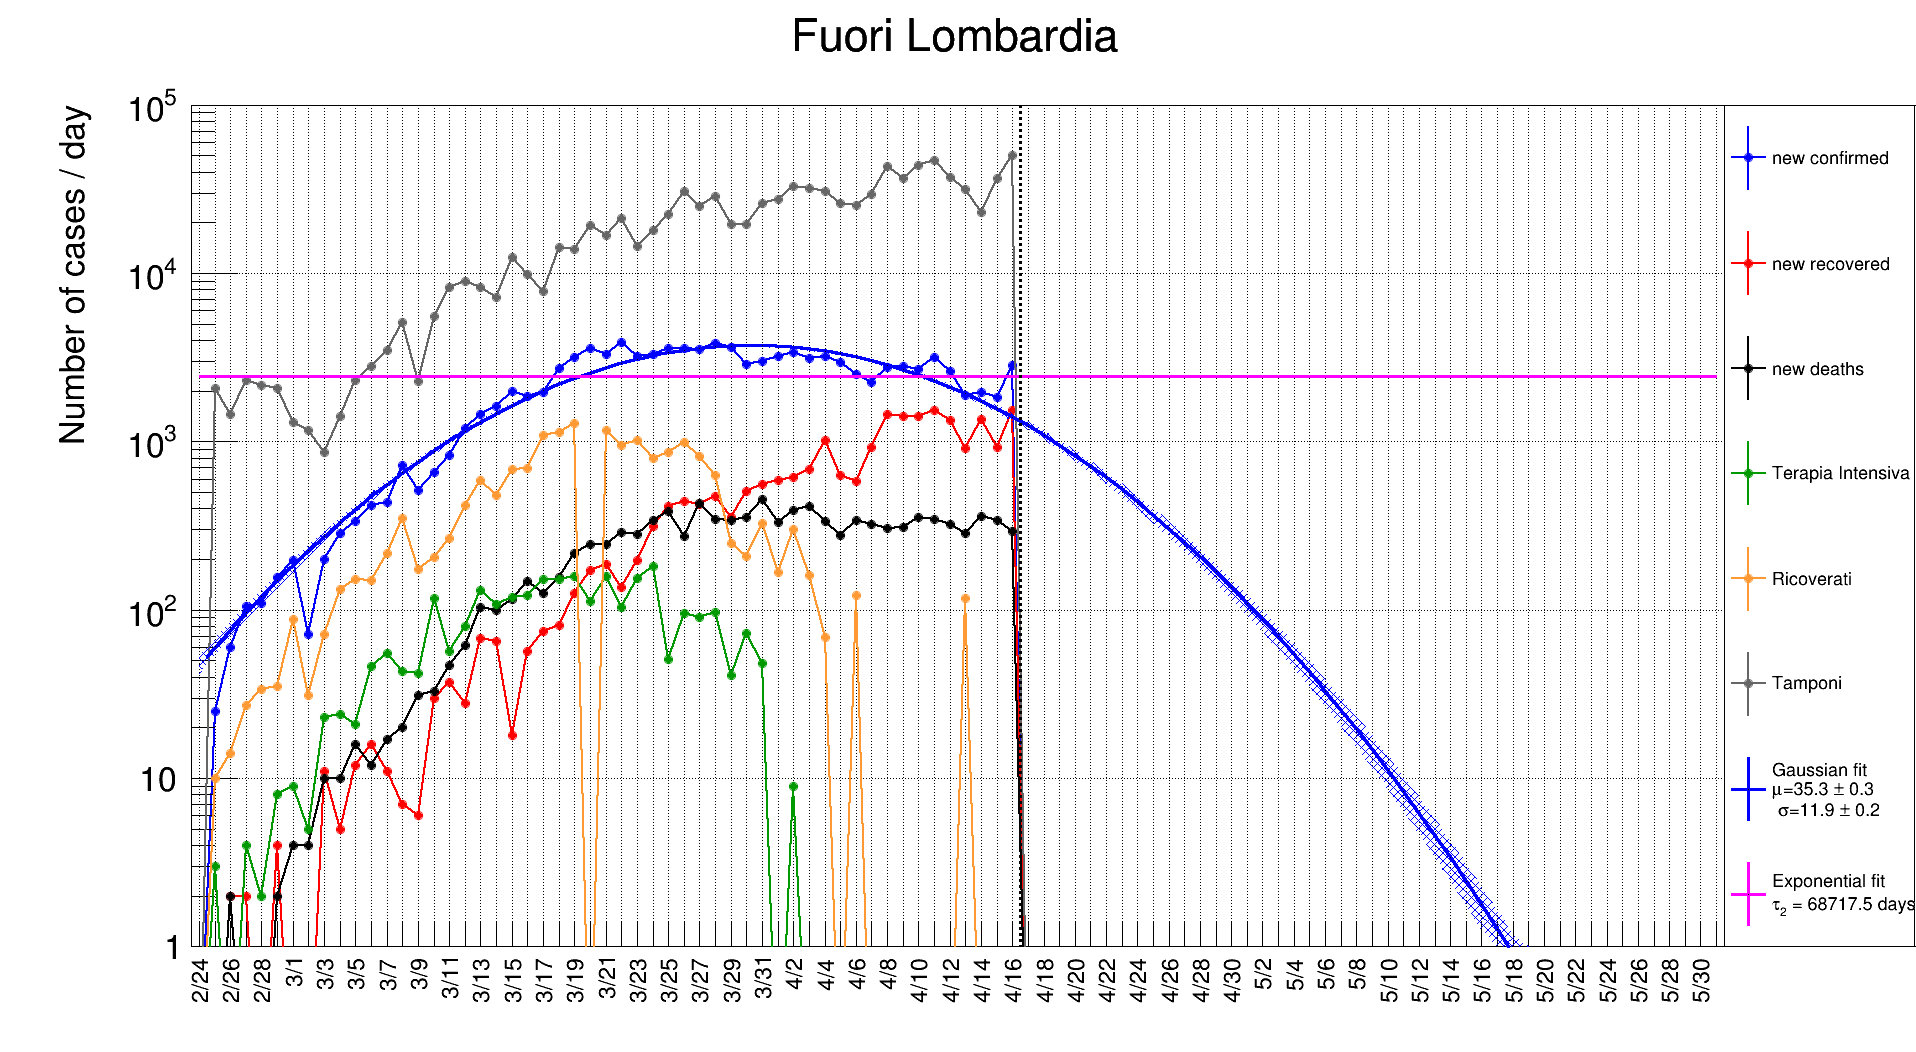 Fuori Lombardia
Number of cases / day
10^5
10^4
10^3
10^2
10
1
2/24 2/26 2/28 3/1 3/3 3/5 3/7 3/9 3/11 3/13 3/15 3/17 3/19 3/21 3/23 3/25 3/27 3/29 3/31 4/2 4/4 4/6 4/8 4/10 4/12 4/14 4/16 4/18 4/20 4/22 4/24 4/26 4/28 4/30 5/2 5/4 5/6 5/8 5/10 5/12 5/14 5/16 5/18 5/20 5/22 5/24 5/26 5/28 5/30
new confirmed
new recovered
new deaths
Terapia Intensiva
Ricoverati
Tamponi
Gaussian fit
μ=35.3 ± 0.3
σ=11.9 ± 0.2
Exponential fit
τ₂ = 68717.5 days